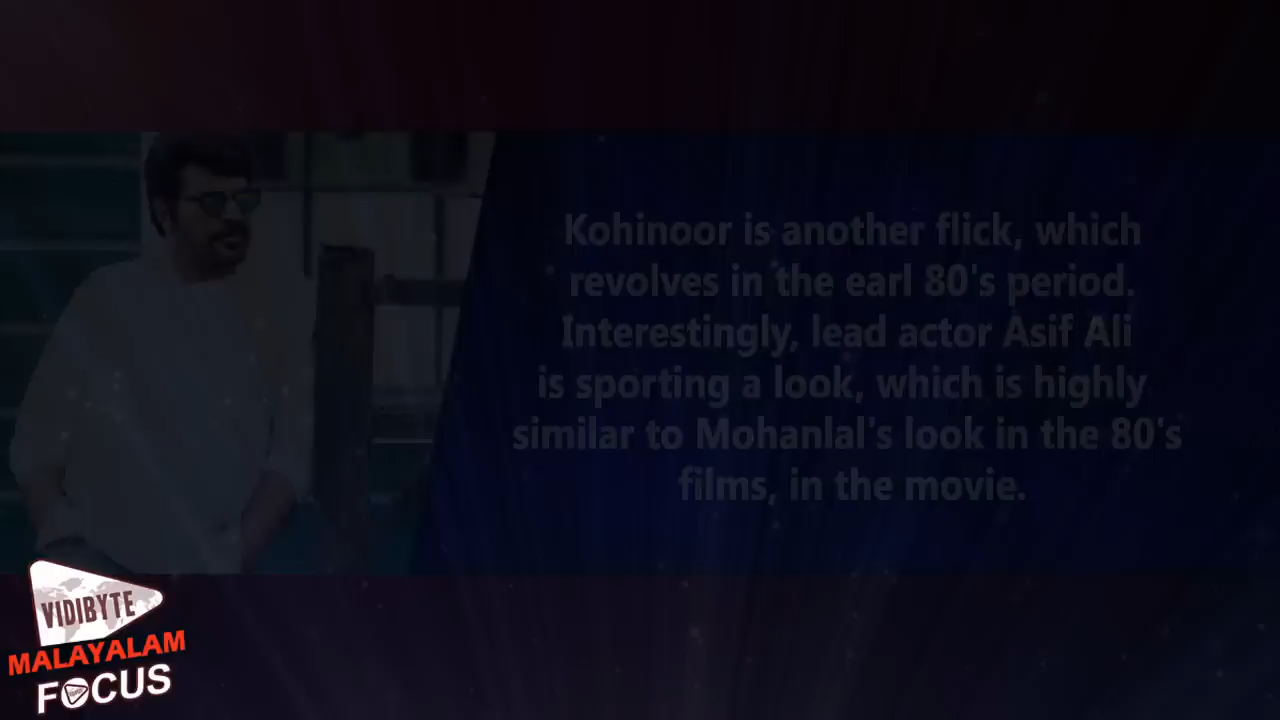 Kohinoor is another flick, which
revolves in the earl 80's period.
Interestingly, lead actor Asif Ali
is sporting a look, which is highly
similar to Mohanlal's look in the 80's
films, in the movie.
VIDIBYTE
MALAYALAM
FOCUS